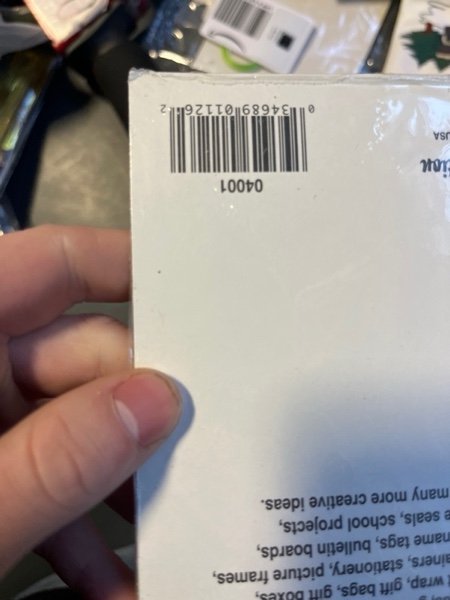 wrap, gift bags, gift boxes,
stationery, picture frames
name tags, bulletin boards,
seals, school projects,
many more creative ideas.
04001
USA
0 34689 01126 2